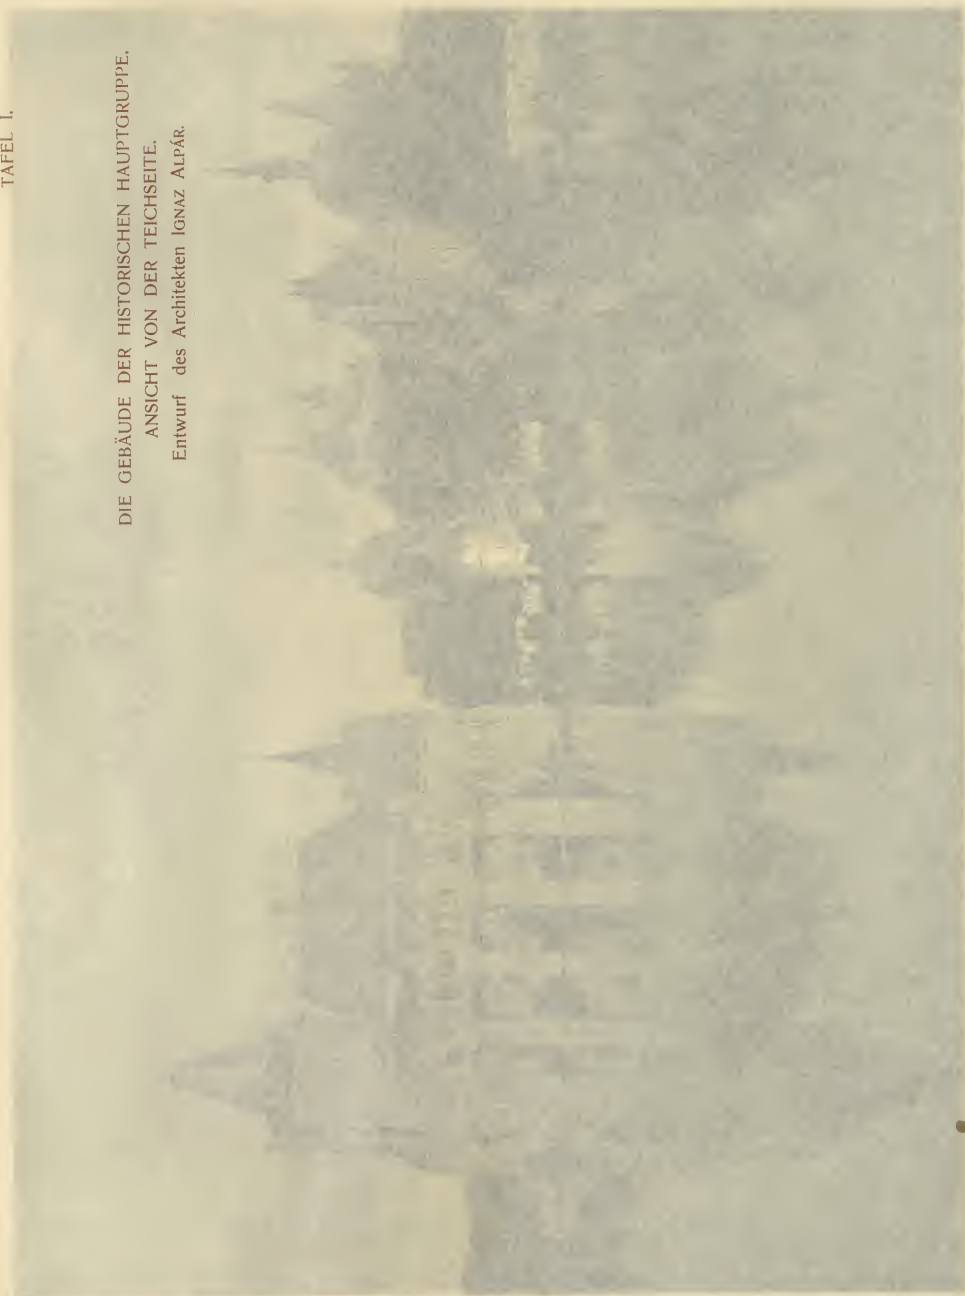 TAFEL I.
DIE GEBÄUDE DER HISTORISCHEN HAUPTGRUPPE.
ANSICHT VON DER TEICHSEITE.
Entwurf des Architekten IGNAZ ALPÁR.